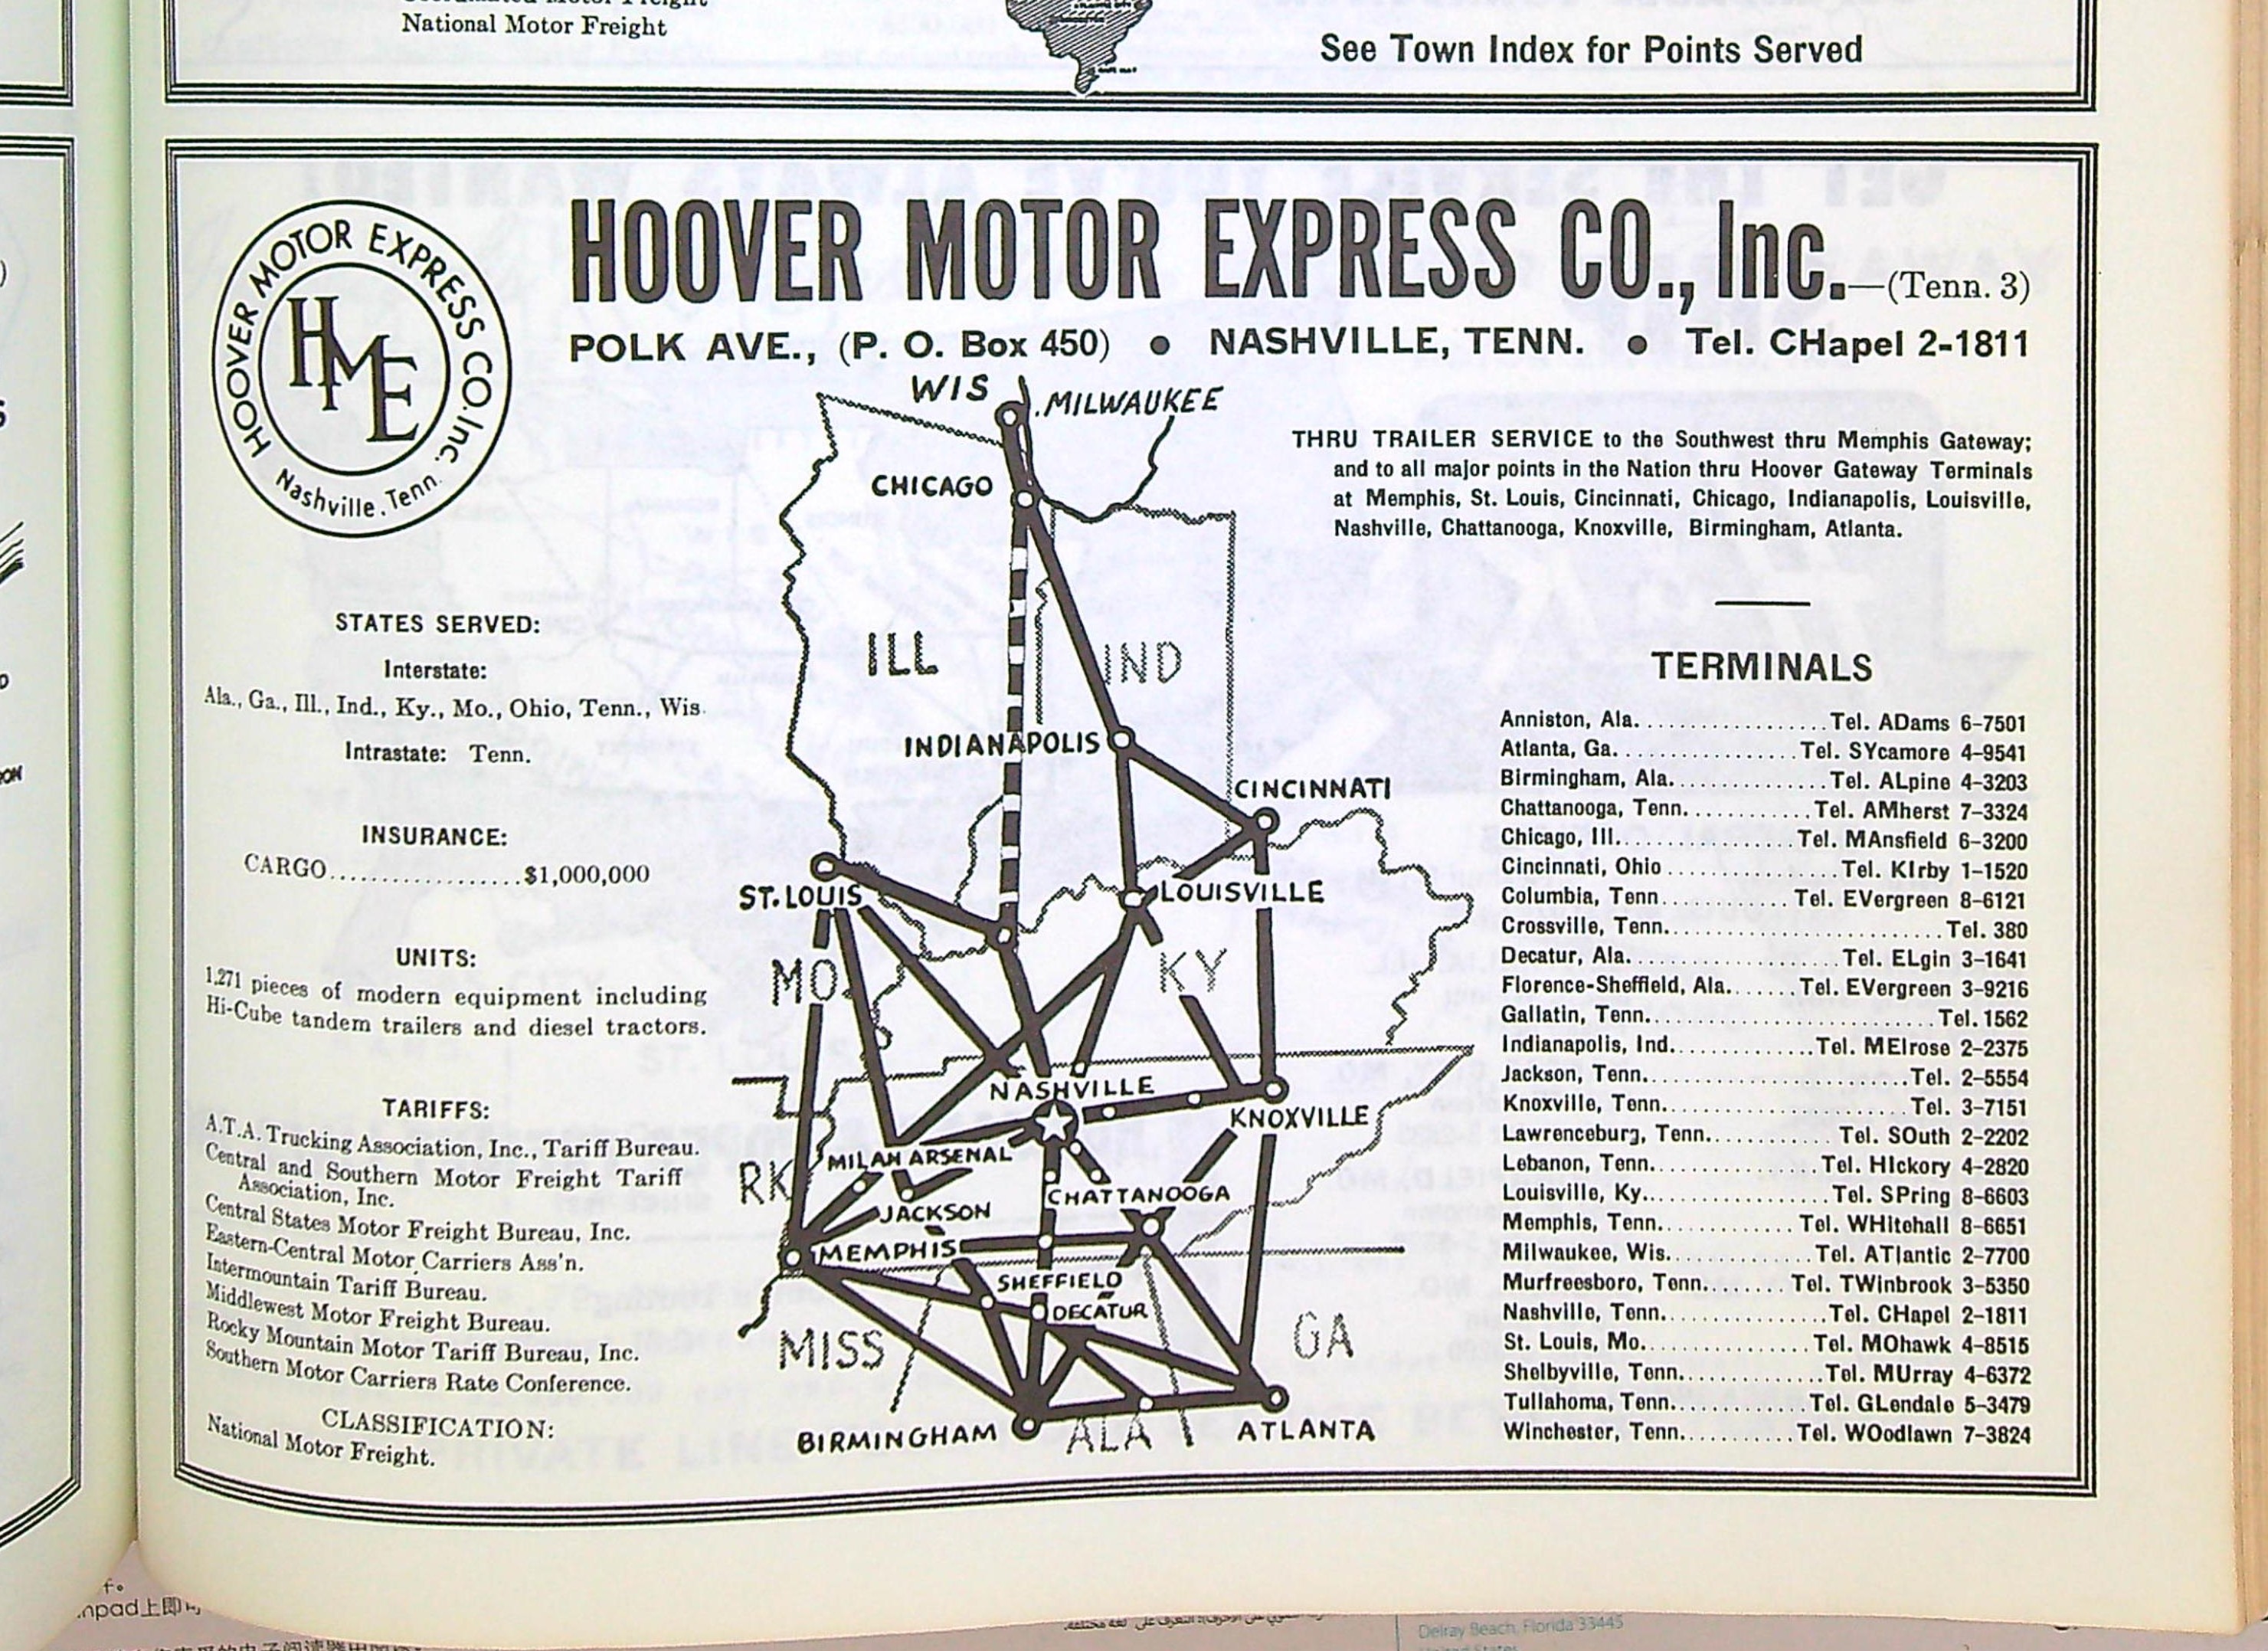 National Motor Freight
See Town Index for Points Served
HOOVER MOTOR EXPRESS CO. Inc.
Nashville. Tenn.
HME
HOOVER MOTOR EXPRESS CO., Inc.—(Tenn. 3)
POLK AVE., (P. O. Box 450) ● NASHVILLE, TENN. ● Tel. CHapel 2-1811
STATES SERVED:
Interstate:
Ala., Ga., Ill., Ind., Ky., Mo., Ohio, Tenn., Wis.
Intrastate: Tenn.
INSURANCE:
CARGO..................$1,000,000
UNITS:
1,271 pieces of modern equipment including
Hi-Cube tandem trailers and diesel tractors.
TARIFFS:
A.T.A. Trucking Association, Inc., Tariff Bureau.
Central and Southern Motor Freight Tariff
Association, Inc.
Central States Motor Freight Bureau, Inc.
Eastern-Central Motor Carriers Ass'n.
Intermountain Tariff Bureau.
Middlewest Motor Freight Bureau.
Rocky Mountain Motor Tariff Bureau, Inc.
Southern Motor Carriers Rate Conference.
CLASSIFICATION:
National Motor Freight.
WIS
MILWAUKEE
CHICAGO
ILL
IND
INDIANAPOLIS
CINCINNATI
ST. LOUIS
LOUISVILLE
MO
KY
NASHVILLE
KNOXVILLE
MILAN ARSENAL
RK
CHATTANOOGA
JACKSON
MEMPHIS
SHEFFIELD
DECATUR
MISS
GA
BIRMINGHAM
ALA
ATLANTA
THRU TRAILER SERVICE to the Southwest thru Memphis Gateway;
and to all major points in the Nation thru Hoover Gateway Terminals
at Memphis, St. Louis, Cincinnati, Chicago, Indianapolis, Louisville,
Nashville, Chattanooga, Knoxville, Birmingham, Atlanta.
TERMINALS
Anniston, Ala..................Tel. ADams 6-7501
Atlanta, Ga.................Tel. SYcamore 4-9541
Birmingham, Ala...............Tel. ALpine 4-3203
Chattanooga, Tenn............Tel. AMherst 7-3324
Chicago, Ill................Tel. MAnsfield 6-3200
Cincinnati, Ohio...............Tel. KIrby 1-1520
Columbia, Tenn............Tel. EVergreen 8-6121
Crossville, Tenn..........................Tel. 380
Decatur, Ala...................Tel. ELgin 3-1641
Florence-Sheffield, Ala.......Tel. EVergreen 3-9216
Gallatin, Tenn..........................Tel. 1562
Indianapolis, Ind.............Tel. MElrose 2-2375
Jackson, Tenn.........................Tel. 2-5554
Knoxville, Tenn.......................Tel. 3-7151
Lawrenceburg, Tenn...........Tel. SOuth 2-2202
Lebanon, Tenn...............Tel. HIckory 4-2820
Louisville, Ky.................Tel. SPring 8-6603
Memphis, Tenn.............Tel. WHitehall 8-6651
Milwaukee, Wis..............Tel. ATlantic 2-7700
Murfreesboro, Tenn........Tel. TWinbrook 3-5350
Nashville, Tenn...............Tel. CHapel 2-1811
St. Louis, Mo................Tel. MOhawk 4-8515
Shelbyville, Tenn.............Tel. MUrray 4-6372
Tullahoma, Tenn............Tel. GLendale 5-3479
Winchester, Tenn...........Tel. WOodlawn 7-3824
Delray Beach, Florida 33445